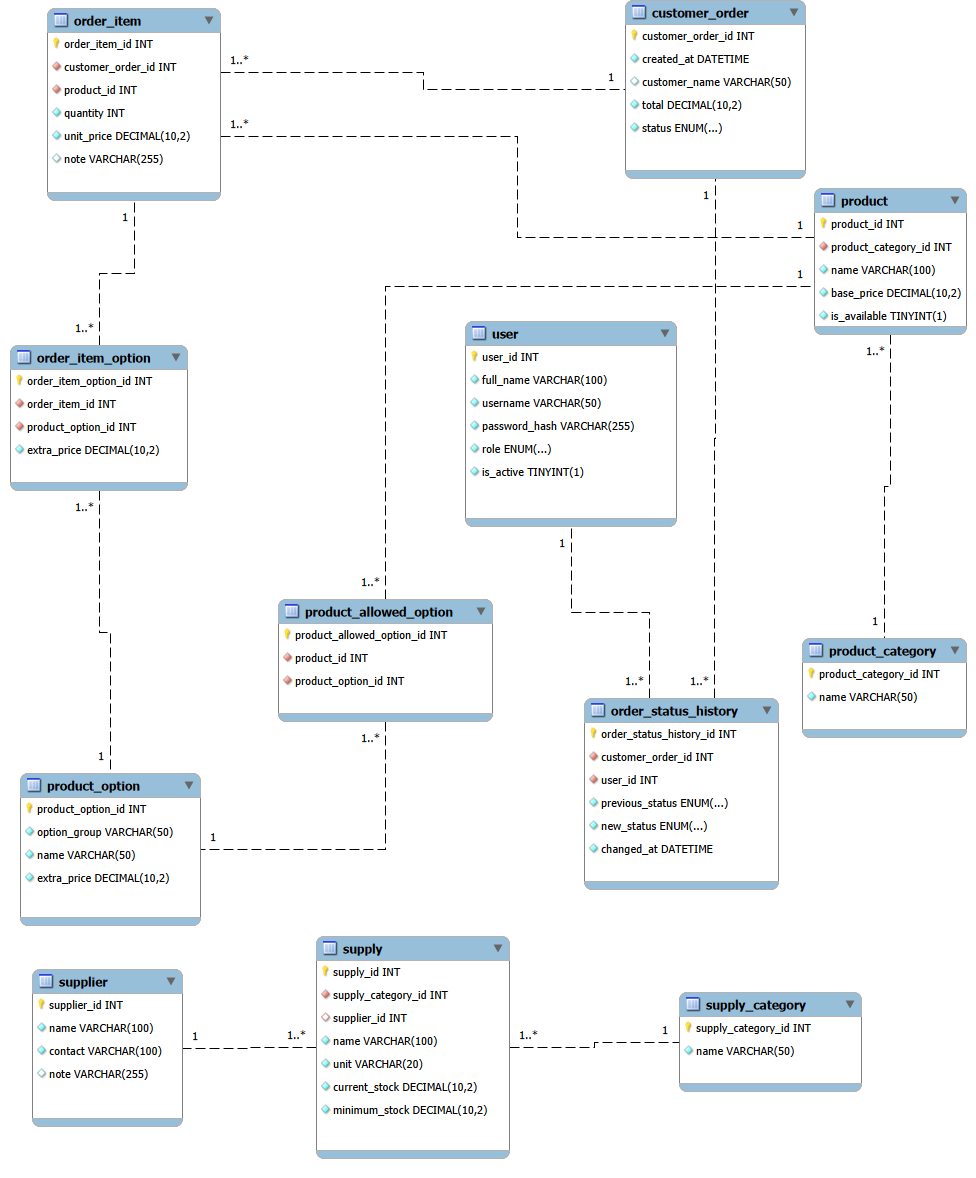 order_item
order_item_id INT
customer_order_id INT
product_id INT
quantity INT
unit_price DECIMAL(10,2)
note VARCHAR(255)
customer_order
customer_order_id INT
created_at DATETIME
customer_name VARCHAR(50)
total DECIMAL(10,2)
status ENUM(...)
1..*
1
1..*
1
1
1
1
product
product_id INT
product_category_id INT
name VARCHAR(100)
base_price DECIMAL(10,2)
is_available TINYINT(1)
1..*
1..*
order_item_option
order_item_option_id INT
order_item_id INT
product_option_id INT
extra_price DECIMAL(10,2)
user
user_id INT
full_name VARCHAR(100)
username VARCHAR(50)
password_hash VARCHAR(255)
role ENUM(...)
is_active TINYINT(1)
1..*
1
1..*
product_allowed_option
product_allowed_option_id INT
product_id INT
product_option_id INT
1
product_category
product_category_id INT
name VARCHAR(50)
1..*
1..*
order_status_history
order_status_history_id INT
customer_order_id INT
user_id INT
previous_status ENUM(...)
new_status ENUM(...)
changed_at DATETIME
1..*
1
product_option
product_option_id INT
option_group VARCHAR(50)
name VARCHAR(50)
extra_price DECIMAL(10,2)
1
supplier
supplier_id INT
name VARCHAR(100)
contact VARCHAR(100)
note VARCHAR(255)
1
1..*
supply
supply_id INT
supply_category_id INT
supplier_id INT
name VARCHAR(100)
unit VARCHAR(20)
current_stock DECIMAL(10,2)
minimum_stock DECIMAL(10,2)
1..*
1
supply_category
supply_category_id INT
name VARCHAR(50)